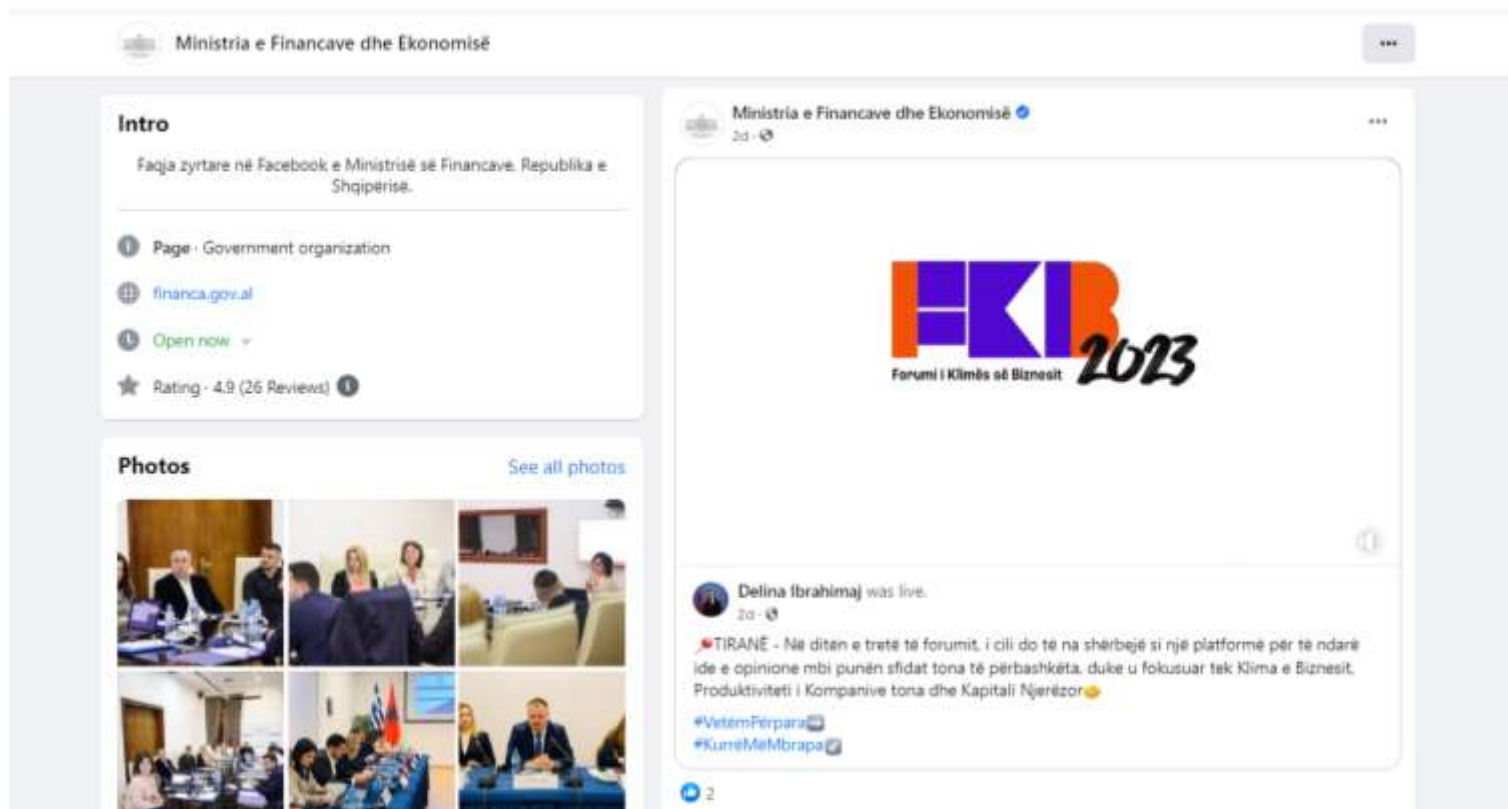 Ministria e Financave dhe Ekonomisë
Intro
Faqja zyrtare në Facebook e Ministrisë së Financave. Republika e
Shqipërisë.
Page · Government organization
financa.gov.al
Open now
Rating · 4.9 (26 Reviews)
Photos
See all photos
Ministria e Financave dhe Ekonomisë
2d
FKB
2023
Forumi i Klimës së Biznesit
Delina Ibrahimaj was live.
2d
📍TIRANË - Në ditën e tretë të forumit, i cili do të na shërbejë si një platformë për të ndarë
ide e opinione mbi punën sfidat tona të përbashkëta, duke u fokusuar tek Klima e Biznesit,
Produktiviteti i Kompanive tona dhe Kapitali Njerëzor
#VetëmPërpara➡️
#KurrëMëMbrapa↙️
2